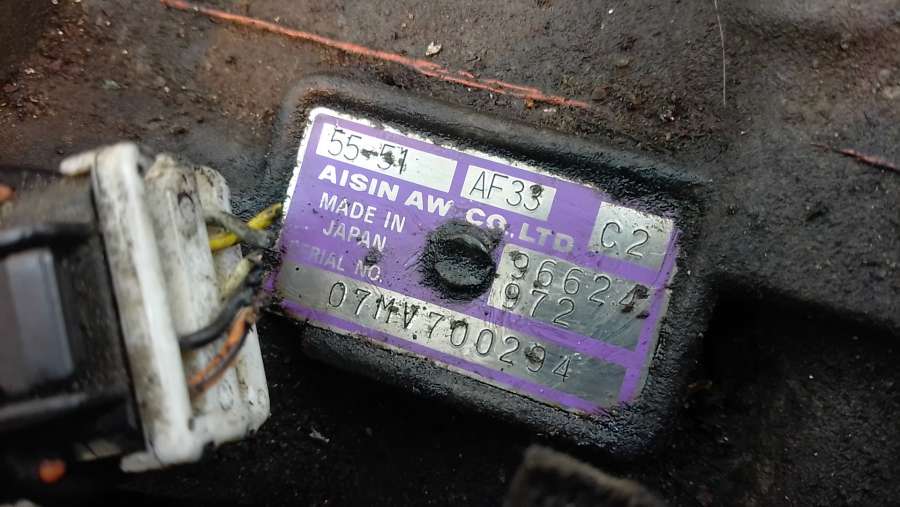 55-51
AF33
C2
AISIN AW CO.,LTD
MADE IN
JAPAN
96624
972
SERIAL NO.
07MV700294